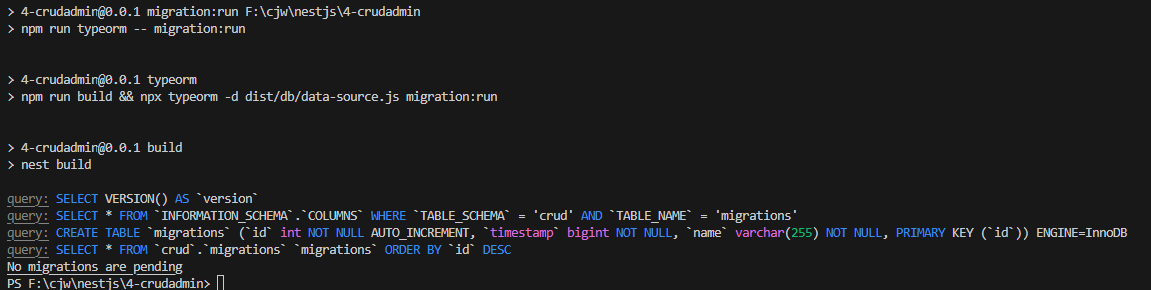 > 4-crudadmin@0.0.1 migration:run F:\cjw\nestjs\4-crudadmin
> npm run typeorm -- migration:run
> 4-crudadmin@0.0.1 typeorm
> npm run build && npx typeorm -d dist/db/data-source.js migration:run
> 4-crudadmin@0.0.1 build
> nest build
query: SELECT VERSION() AS `version`
query: SELECT * FROM `INFORMATION_SCHEMA`.`COLUMNS` WHERE `TABLE_SCHEMA` = 'crud' AND `TABLE_NAME` = 'migrations'
query: CREATE TABLE `migrations` (`id` int NOT NULL AUTO_INCREMENT, `timestamp` bigint NOT NULL, `name` varchar(255) NOT NULL, PRIMARY KEY (`id`)) ENGINE=InnoDB
query: SELECT * FROM `crud`.`migrations` `migrations` ORDER BY `id` DESC
No migrations are pending
PS F:\cjw\nestjs\4-crudadmin>